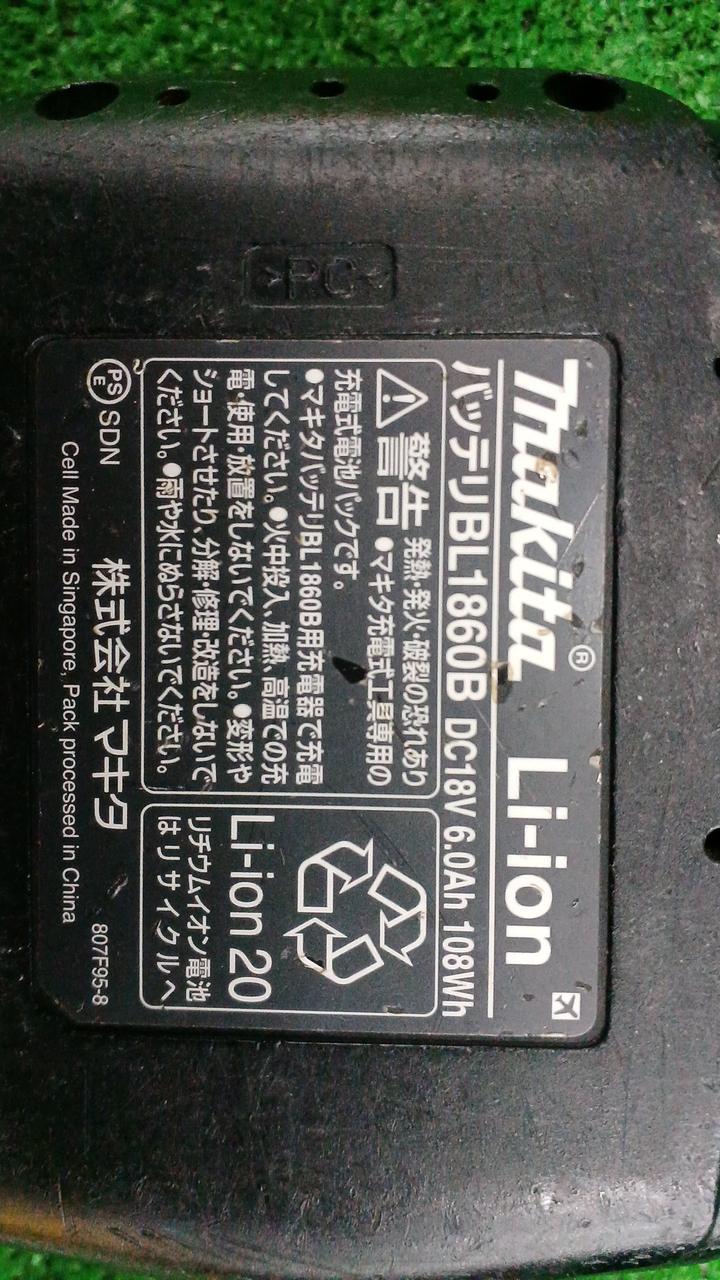 >PC<
Makita® Li-ion
バッテリBL1860B DC18V 6.0Ah 108Wh
警告 発熱・発火・破裂の恐れあり
●マキタ充電式工具専用の
充電式電池パックです。
●マキタバッテリBL1860B用充電器で充電
してください。●火中投入、加熱、高温での充
電・使用・放置をしないでください。●変形や
ショートさせたり、分解・修理・改造をしないで
ください。●雨や水にぬらさないでください。
Li-ion 20
リチウムイオン電池
はリサイクルへ
PS
E SDN
株式会社 マキタ
807F95-8
Cell Made in Singapore, Pack processed in China